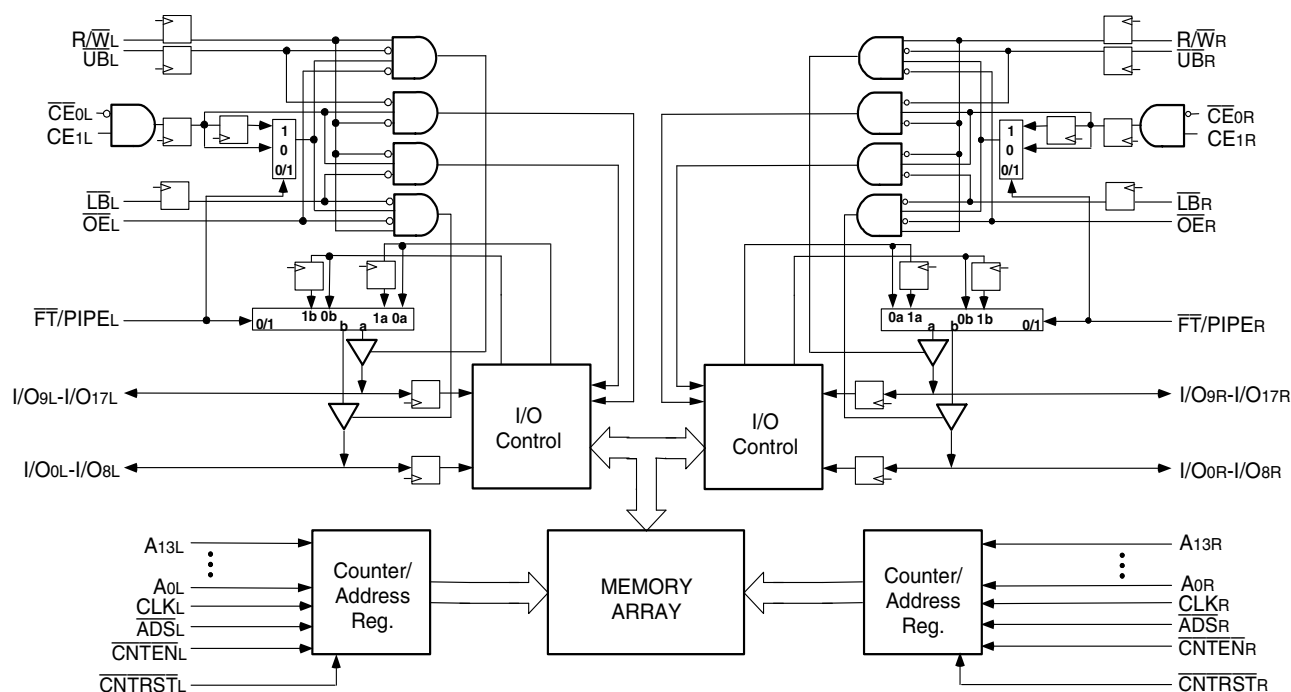 R/W̅L
U̅B̅L
C̅E̅0L
CE1L
1
0
0/1
L̅B̅L
O̅E̅L
F̅T̅/PIPEL
0/1
1b 0b
1a 0a
b a
I/O9L-I/O17L
I/O0L-I/O8L
I/O
Control
R/W̅R
U̅B̅R
C̅E̅0R
CE1R
1
0
0/1
L̅B̅R
O̅E̅R
F̅T̅/PIPER
0a 1a
0b 1b
0/1
a b
I/O9R-I/O17R
I/O0R-I/O8R
I/O
Control
A13L
A0L
CLKL
A̅D̅S̅L
C̅N̅T̅E̅N̅L
C̅N̅T̅R̅S̅T̅L
Counter/
Address
Reg.
MEMORY
ARRAY
Counter/
Address
Reg.
A13R
A0R
CLKR
A̅D̅S̅R
C̅N̅T̅E̅N̅R
C̅N̅T̅R̅S̅T̅R